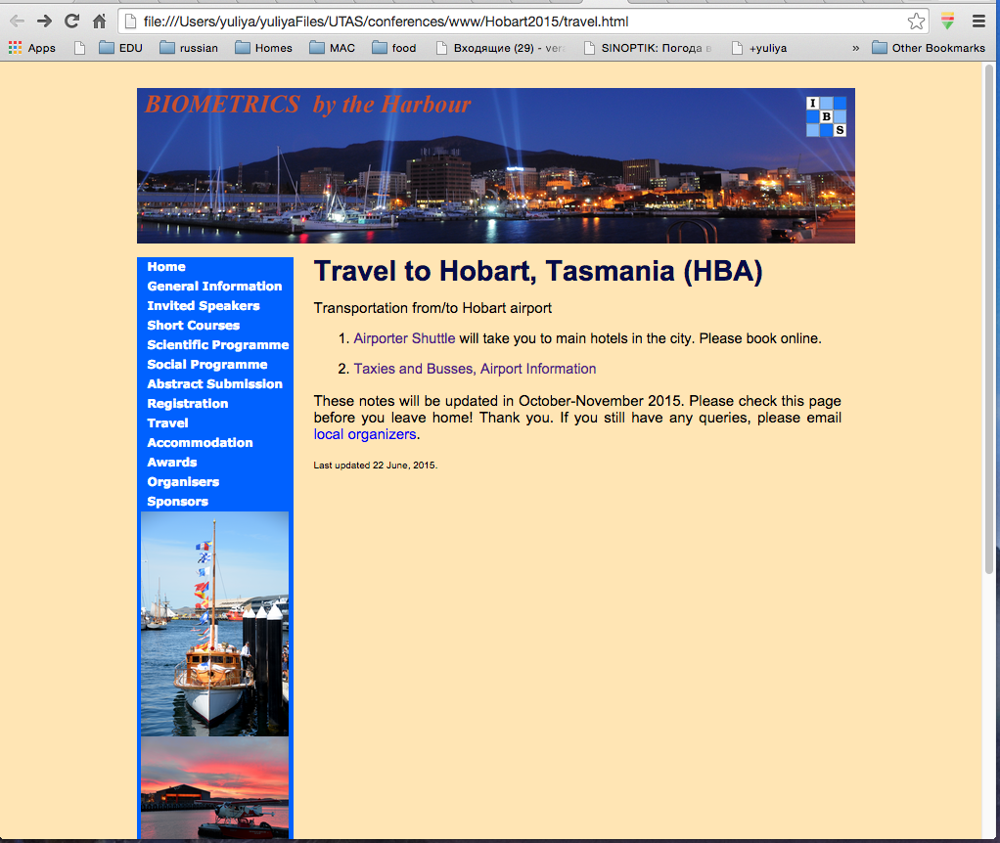 file:///Users/yuliya/yuliyaFiles/UTAS/conferences/www/Hobart2015/travel.html
Apps EDU russian Homes MAC food Входящие (29) - SINOPTIK: Погода +yuliya » Other Bookmarks
BIOMETRICS by the Harbour
I
B
S
Home
General Information
Invited Speakers
Short Courses
Scientific Programme
Social Programme
Abstract Submission
Registration
Travel
Accommodation
Awards
Organisers
Sponsors
Travel to Hobart, Tasmania (HBA)
Transportation from/to Hobart airport
1. Airporter Shuttle will take you to main hotels in the city. Please book online.
2. Taxies and Busses, Airport Information
These notes will be updated in October-November 2015. Please check this page
before you leave home! Thank you. If you still have any queries, please email
local organizers.
Last updated 22 June, 2015.